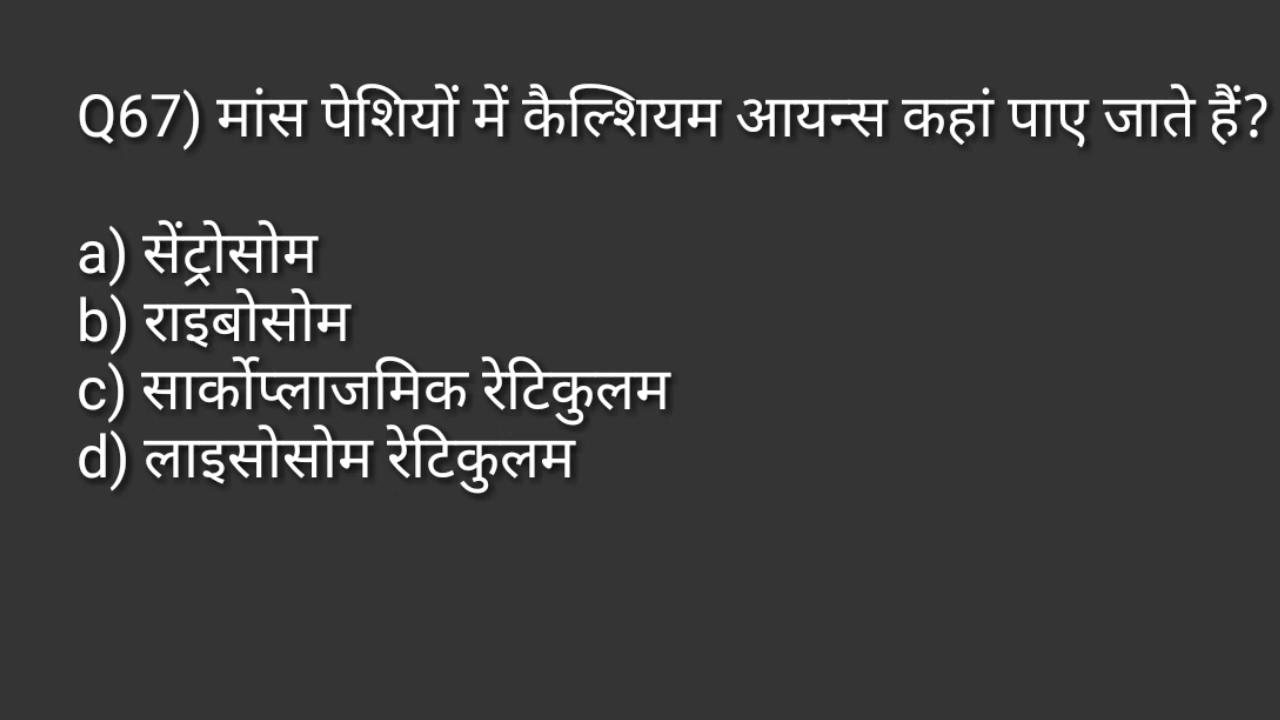 Q67) मांस पेशियों में कैल्शियम आयन्स कहां पाए जाते हैं?
a) सेंट्रोसोम
b) राइबोसोम
c) सार्कोप्लाजमिक रेटिकुलम
d) लाइसोसोम रेटिकुलम